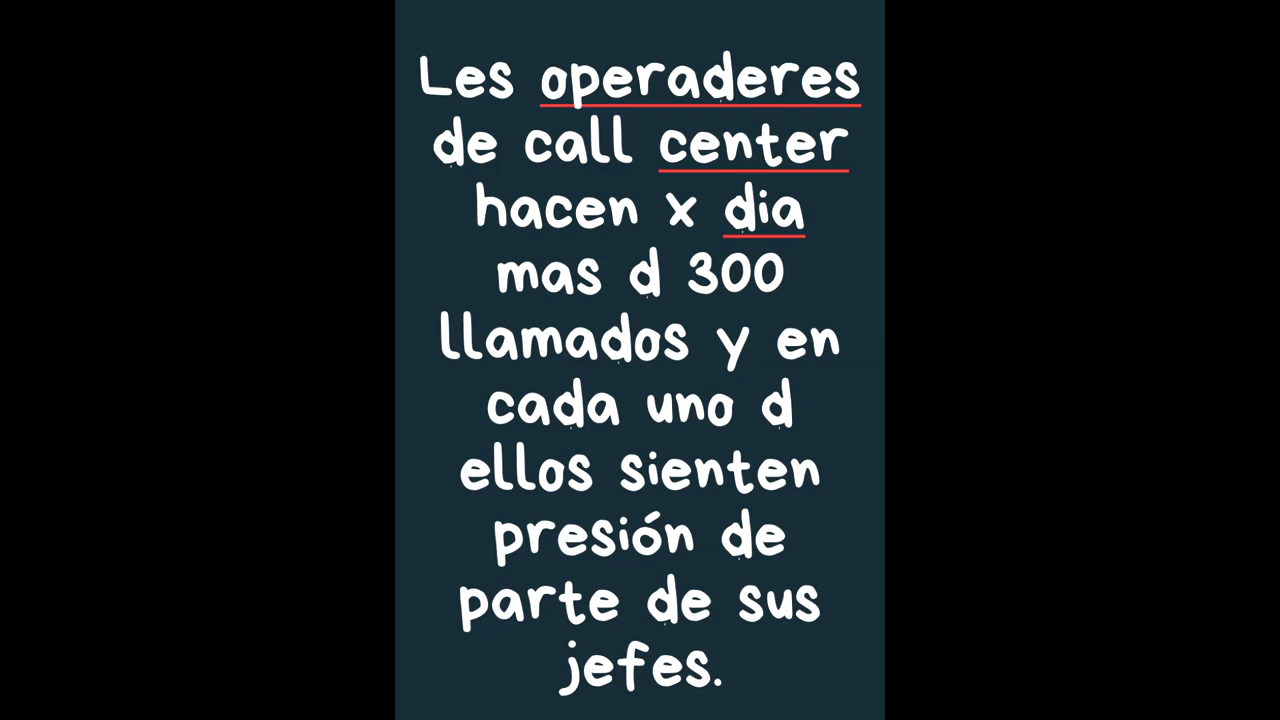 Les operaderes
de call center
hacen x dia
mas d 300
llamados y en
cada uno d
ellos sienten
presión de
parte de sus
jefes.